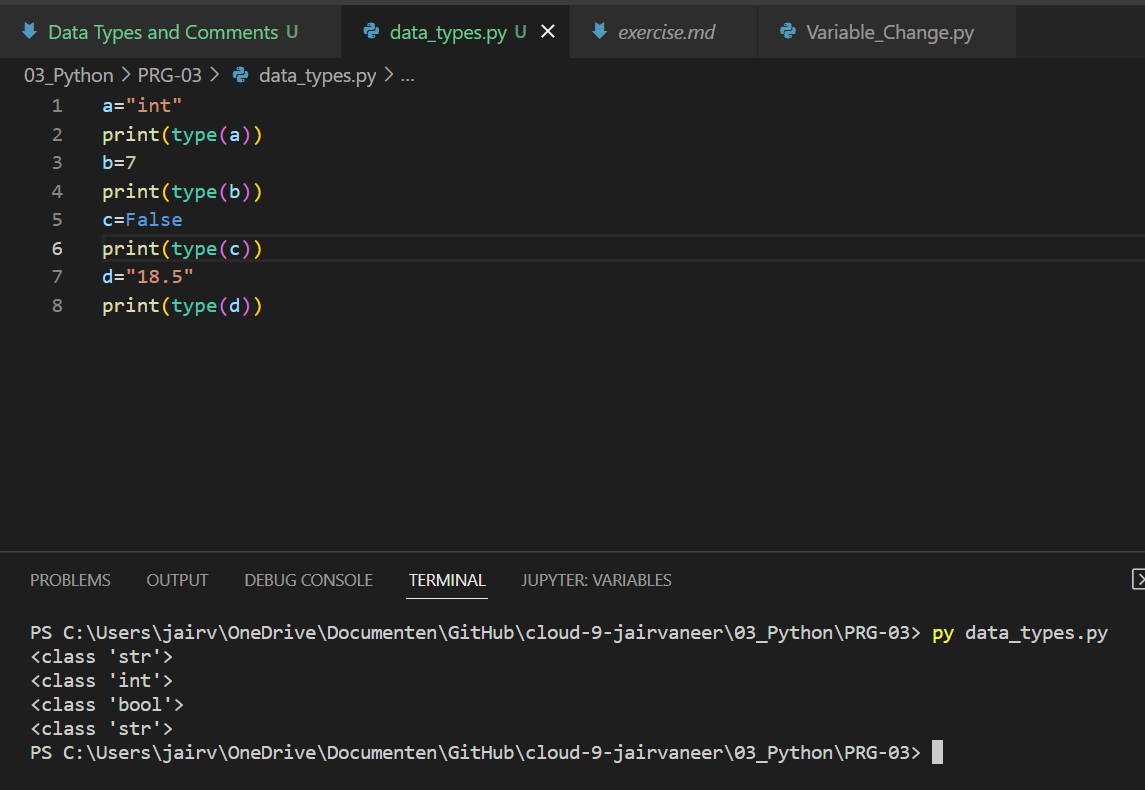 Data Types and Comments U data_types.py U exercise.md Variable_Change.py
03_Python > PRG-03 > data_types.py > ...
1 a="int"
2 print(type(a))
3 b=7
4 print(type(b))
5 c=False
6 print(type(c))
7 d="18.5"
8 print(type(d))
PROBLEMS OUTPUT DEBUG CONSOLE TERMINAL JUPYTER: VARIABLES
PS C:\Users\jairv\OneDrive\Documenten\GitHub\cloud-9-jairvaneer\03_Python\PRG-03> py data_types.py
<class 'str'>
<class 'int'>
<class 'bool'>
<class 'str'>
PS C:\Users\jairv\OneDrive\Documenten\GitHub\cloud-9-jairvaneer\03_Python\PRG-03>